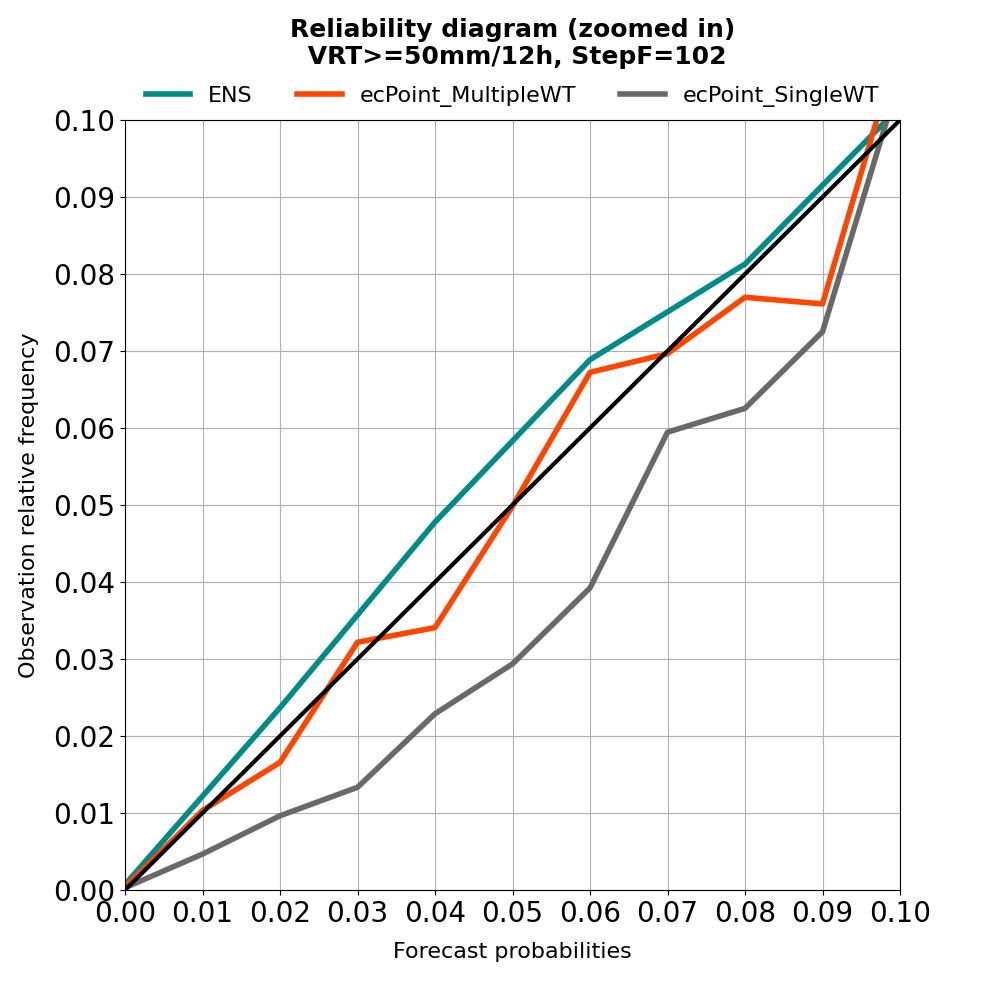 Reliability diagram (zoomed in)
VRT>=50mm/12h, StepF=102
ENS ecPoint_MultipleWT ecPoint_SingleWT
0.10
0.09
0.08
0.07
0.06
0.05
0.04
0.03
0.02
0.01
0.00
Observation relative frequency
0.00 0.01 0.02 0.03 0.04 0.05 0.06 0.07 0.08 0.09 0.10
Forecast probabilities